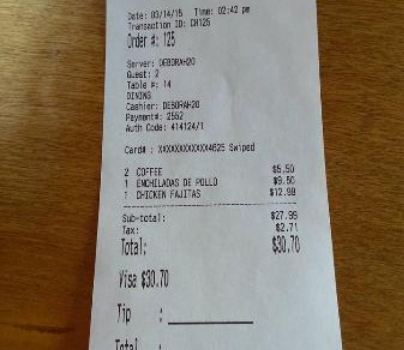 Date: 03/14/15 Time: 02:42 pm
Transaction ID: CH125
Order #: 125
Server: DEBORAH20
Guest: 2
Table #: 14
DINING
Cashier: DEBORAH20
Payment#: 2552
Auth Code: 414124/1
Card# : XXXXXXXXXXXX4625 Swiped
2 COFFEE $5.50
1 ENCHILADAS DE POLLO $9.50
1 CHICKEN FAJITAS $12.99
Sub-total: $27.99
Tax: $2.71
Total: $30.70
Visa $30.70
Tip :
Total :